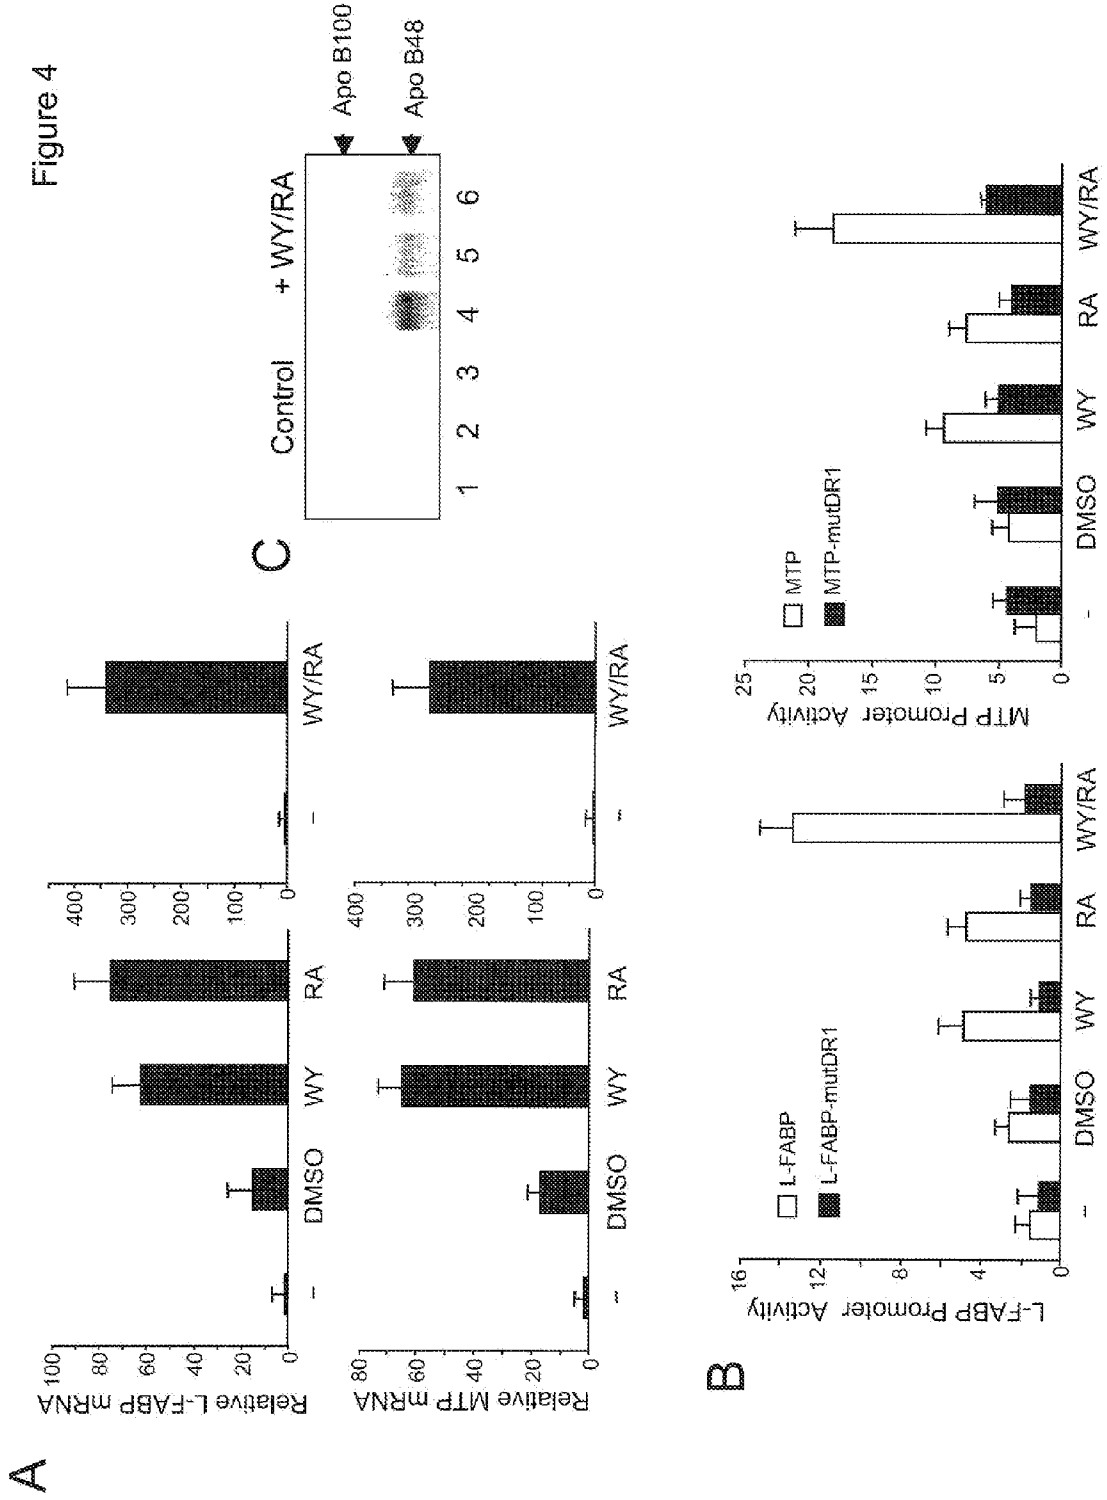 Figure 4
A
Relative L-FABP mRNA
100
80
60
40
20
0
–
DMSO
WY
RA
400
300
200
100
0
–
WY/RA
Relative MTP mRNA
80
60
40
20
0
–
DMSO
WY
RA
400
300
200
100
0
–
WY/RA
C
Control
+ WY/RA
Apo B100
Apo B48
1 2 3 4 5 6
B
L-FABP Promoter Activity
16
12
8
4
0
L-FABP
L-FABP-mutDR1
–
DMSO
WY
RA
WY/RA
MTP Promoter Activity
25
20
15
10
5
0
MTP
MTP-mutDR1
-
DMSO
WY
RA
WY/RA